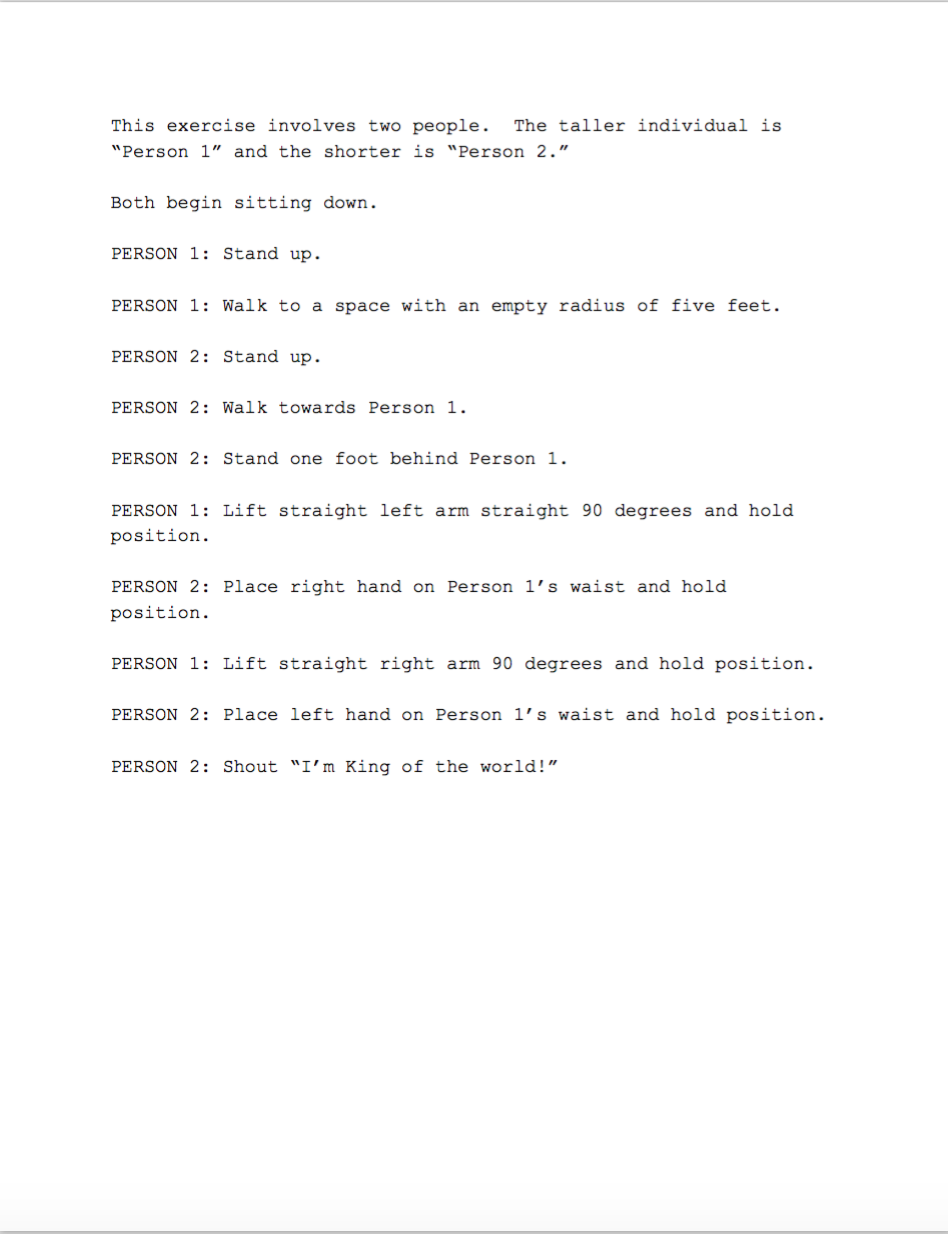 This exercise involves two people.  The taller individual is
“Person 1” and the shorter is “Person 2.”
Both begin sitting down.
PERSON 1: Stand up.
PERSON 1: Walk to a space with an empty radius of five feet.
PERSON 2: Stand up.
PERSON 2: Walk towards Person 1.
PERSON 2: Stand one foot behind Person 1.
PERSON 1: Lift straight left arm straight 90 degrees and hold
position.
PERSON 2: Place right hand on Person 1’s waist and hold
position.
PERSON 1: Lift straight right arm 90 degrees and hold position.
PERSON 2: Place left hand on Person 1’s waist and hold position.
PERSON 2: Shout “I’m King of the world!”